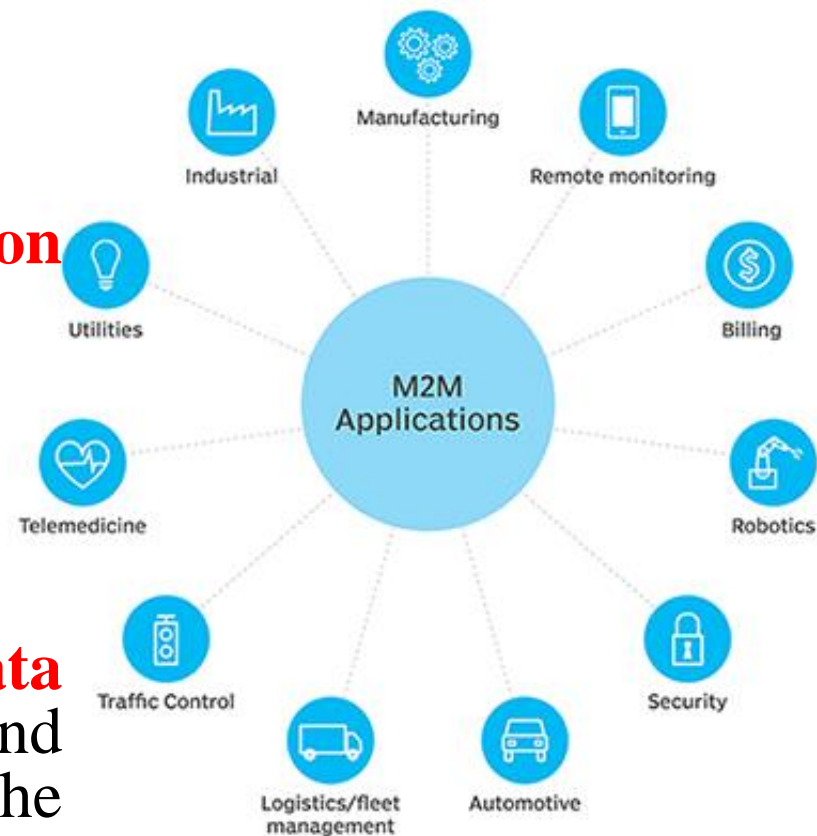 Manufacturing
Industrial
Remote monitoring
on
Utilities
Billing
M2M
Applications
Telemedicine
Robotics
ata
Traffic Control
Security
nd
he
Logistics/fleet
management
Automotive